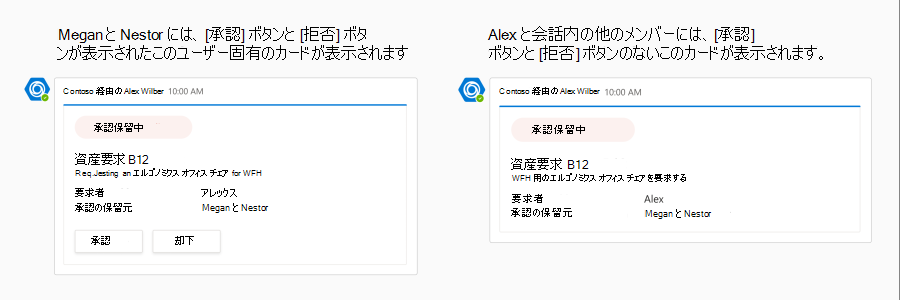 Meganと Nestor には、[承認] ボタンと [拒否] ボタ
ンが表示されたこのユーザー固有のカードが表示されます
Contoso 経由の Alex Wilber 10:00 AM
承認保留中
資産要求 B12
Req.Jesting an エルゴノミクス オフィス チェア for WFH
要求者 アレックス
承認の保留元 Meganと Nestor
承認 却下
Alex と会話内の他のメンバーには、[承認]
ボタンと [拒否] ボタンのないこのカードが表示されます。
Contoso 経由の Alex Wilber 10:00 AM
承認保留中
資産要求 B12
WFH 用のエルゴノミクス オフィス チェアを要求する
要求者 Alex
承認の保留元 Meganと Nestor